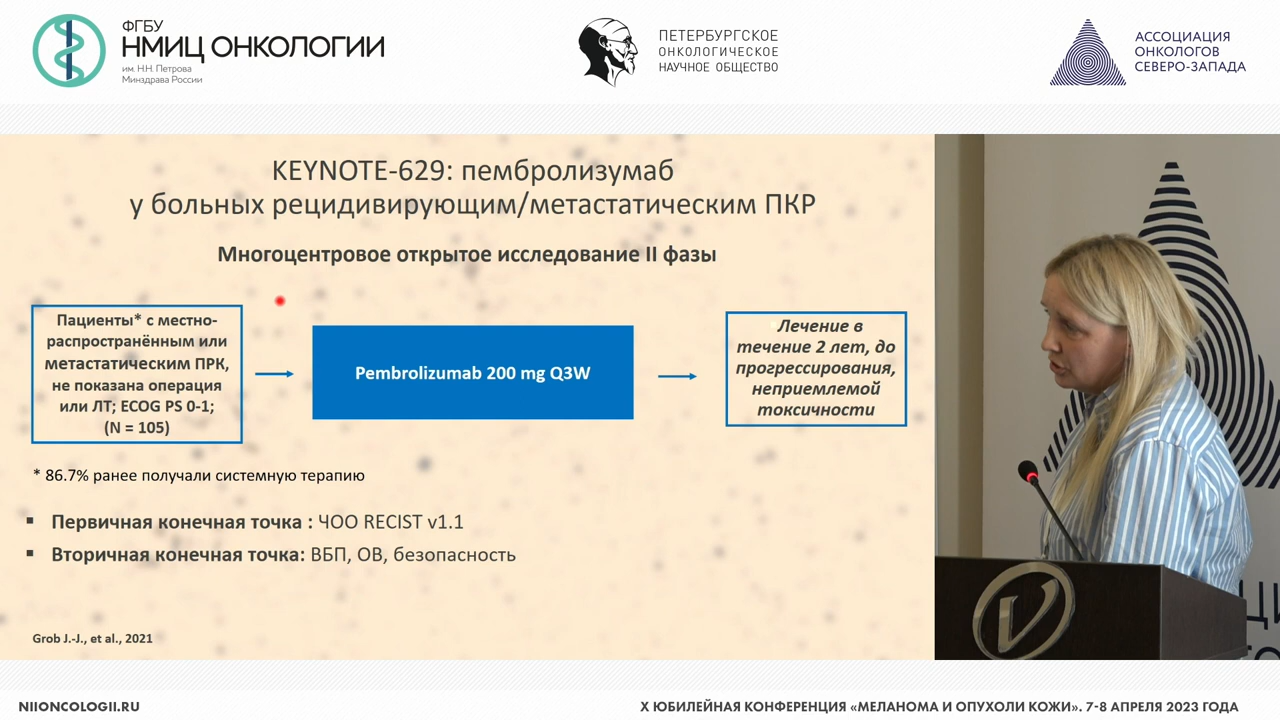 ФГБУ
НМИЦ ОНКОЛОГИИ
им. Н.Н. Петрова
Минздрава России
ПЕТЕРБУРГСКОЕ
ОНКОЛОГИЧЕСКОЕ
НАУЧНОЕ ОБЩЕСТВО
АССОЦИАЦИЯ
ОНКОЛОГОВ
СЕВЕРО-ЗАПАДА
KEYNOTE-629: пембролизумаб
у больных рецидивирующим/метастатическим ПКР
Многоцентровое открытое исследование II фазы
Пациенты* с местно-
распространённым или
метастатическим ПРК,
не показана операция
или ЛТ; ECOG PS 0-1;
(N = 105)
Pembrolizumab 200 mg Q3W
Лечение в
течение 2 лет, до
прогрессирования,
неприемлемой
токсичности
* 86.7% ранее получали системную терапию
▪ Первичная конечная точка : ЧОО RECIST v1.1
▪ Вторичная конечная точка: ВБП, ОВ, безопасность
Grob J.-J., et al., 2021
NIIONCOLOGII.RU
X ЮБИЛЕЙНАЯ КОНФЕРЕНЦИЯ «МЕЛАНОМА И ОПУХОЛИ КОЖИ». 7-8 АПРЕЛЯ 2023 ГОДА